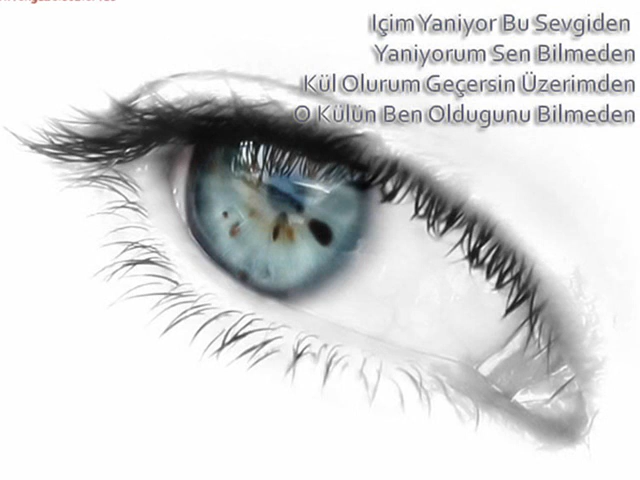 Içim Yaniyor Bu Sevgiden
Yaniyorum Sen Bilmeden
Kül Olurum Geçersin Üzerimden
O Külün Ben Oldugunu Bilmeden